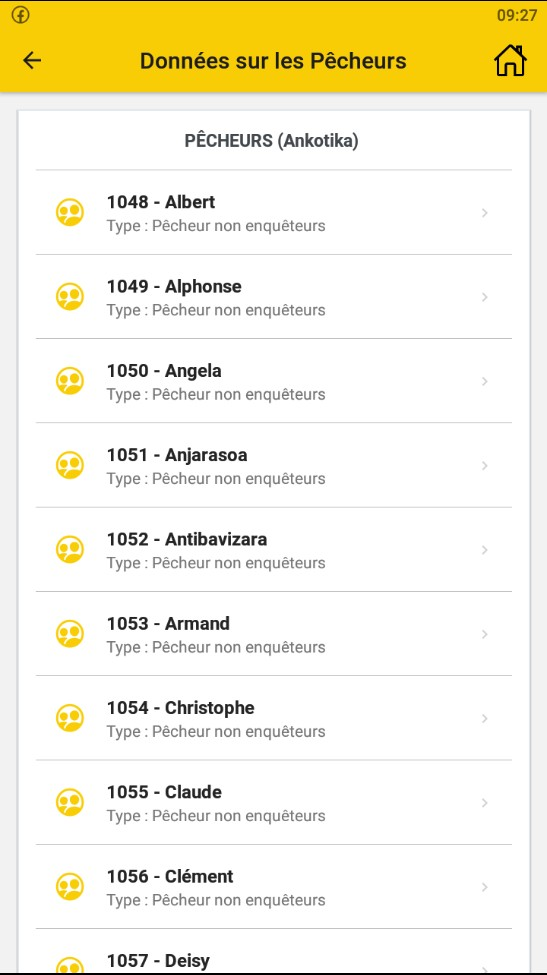 09:27
Données sur les Pêcheurs
PÊCHEURS (Ankotika)
1048 - Albert
Type : Pêcheur non enquêteurs
1049 - Alphonse
Type : Pêcheur non enquêteurs
1050 - Angela
Type : Pêcheur non enquêteurs
1051 - Anjarasoa
Type : Pêcheur non enquêteurs
1052 - Antibavizara
Type : Pêcheur non enquêteurs
1053 - Armand
Type : Pêcheur non enquêteurs
1054 - Christophe
Type : Pêcheur non enquêteurs
1055 - Claude
Type : Pêcheur non enquêteurs
1056 - Clément
Type : Pêcheur non enquêteurs
1057 - Deisy